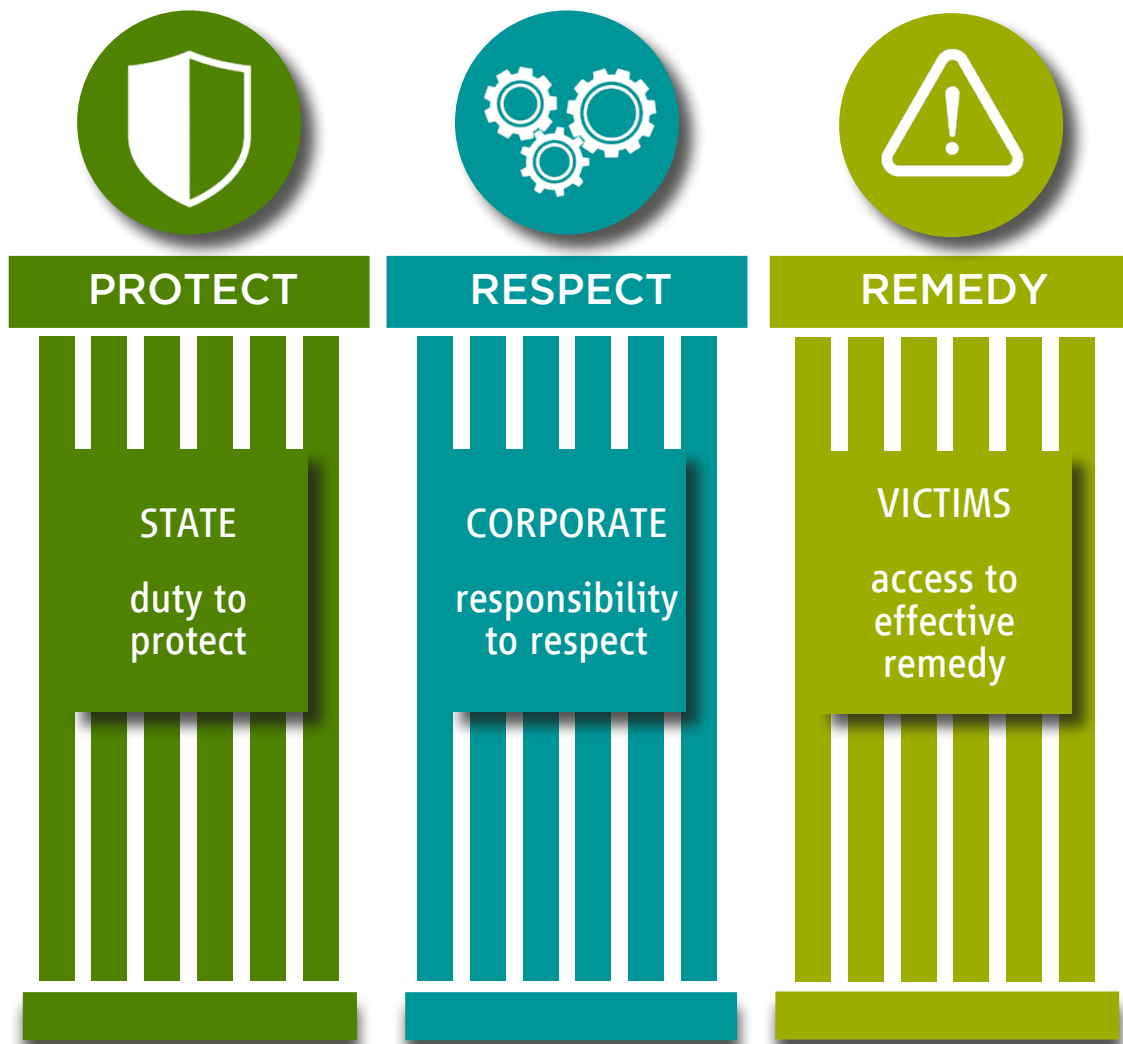 PROTECT
STATE
duty to
protect
RESPECT
CORPORATE
responsibility
to respect
REMEDY
VICTIMS
access to
effective
remedy